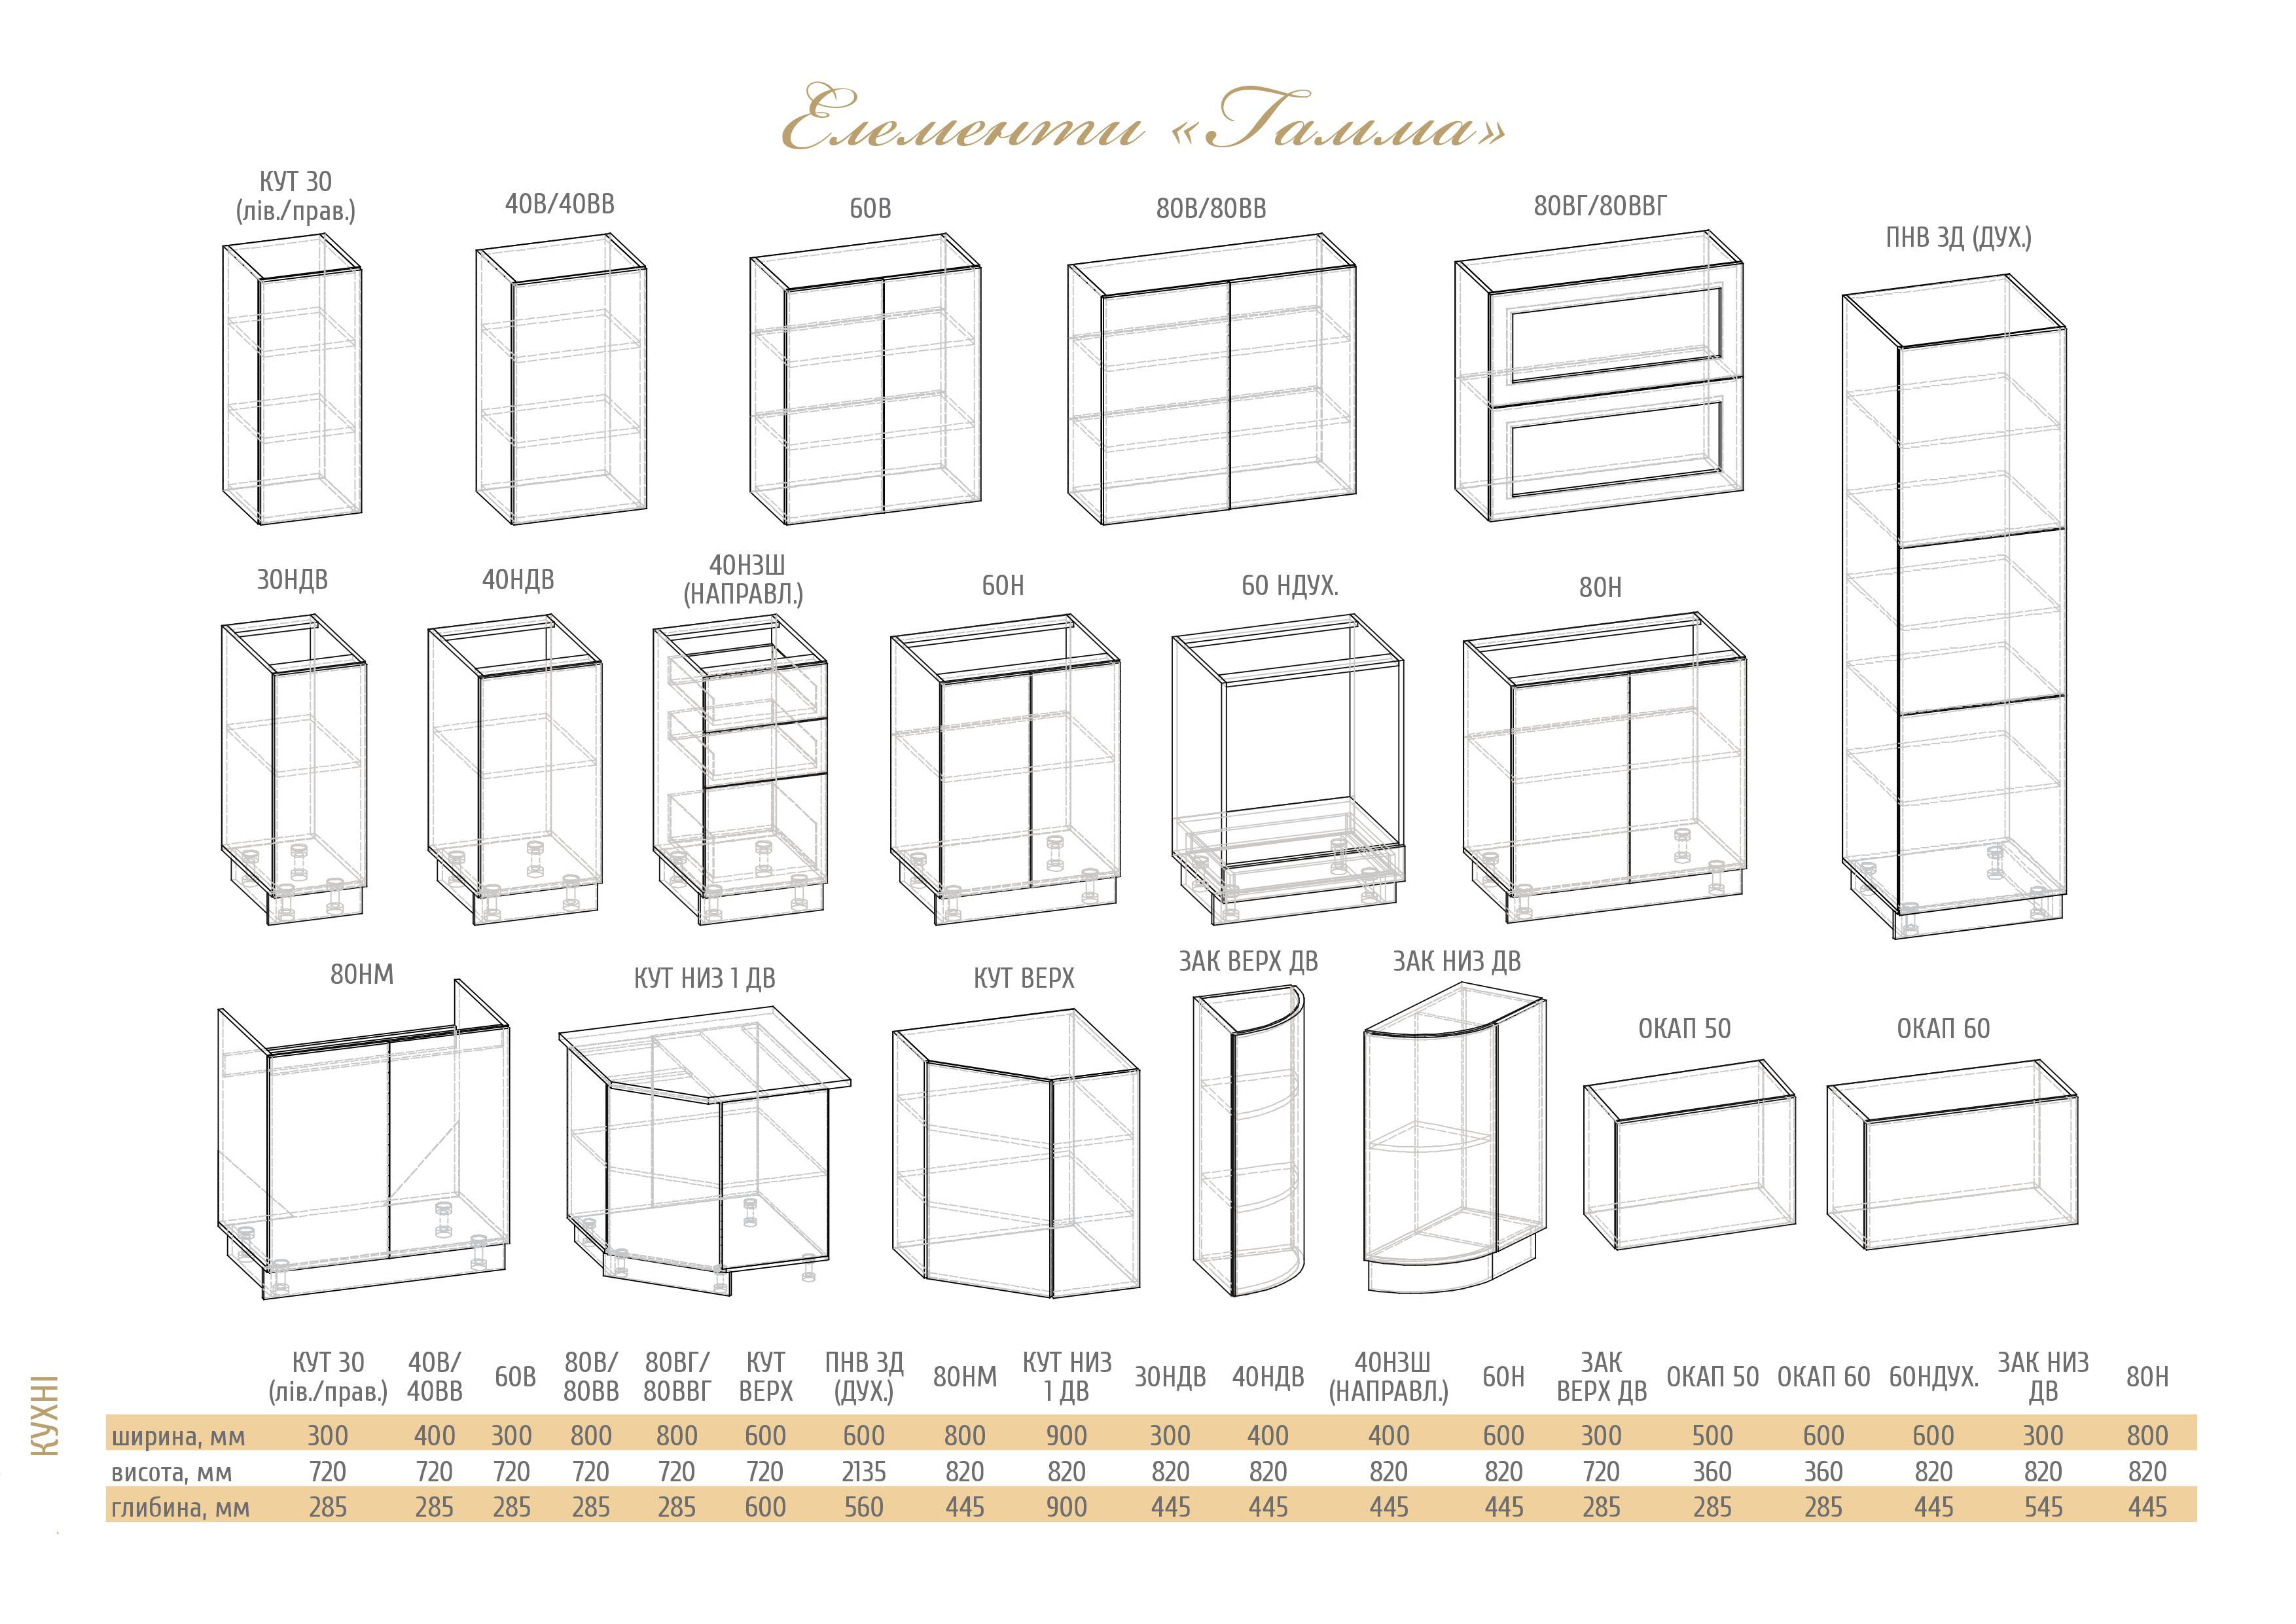 Елементи «Гамма»
КУТ 30
(лів./прав.)
40В/40ВВ
60В
80В/80ВВ
80ВГ/80ВВГ
ПНВ 3Д (ДУХ.)
30НДВ
40НДВ
40Н3Ш
(НАПРАВЛ.)
60Н
60 НДУХ.
80Н
80НМ
КУТ НИЗ 1 ДВ
КУТ ВЕРХ
ЗАК ВЕРХ ДВ
ЗАК НИЗ ДВ
ОКАП 50
ОКАП 60
КУХНІ
КУТ 30 (лів./прав.) 40В/ 40ВВ 60В 80В/ 80ВВ 80ВГ/ 80ВВГ КУТ ВЕРХ ПНВ 3Д (ДУХ.) 80НМ КУТ НИЗ 1 ДВ 30НДВ 40НДВ 40Н3Ш (НАПРАВЛ.) 60Н ЗАК ВЕРХ ДВ ОКАП 50 ОКАП 60 60НДУХ. ЗАК НИЗ ДВ 80Н
ширина, мм 300 400 300 800 800 600 600 800 900 300 400 400 600 300 500 600 600 300 800
висота, мм 720 720 720 720 720 720 2135 820 820 820 820 820 820 720 360 360 820 820 820
глибина, мм 285 285 285 285 285 600 560 445 900 445 445 445 445 285 285 285 445 545 445